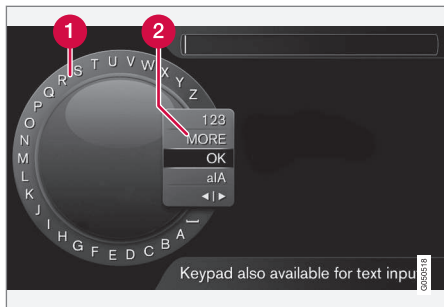 1
2
A B C D E F G H I J K L M N O P Q R S T U V W X Y Z
123
MORE
OK
a|A
◄|►
Keypad also available for text input
G050518